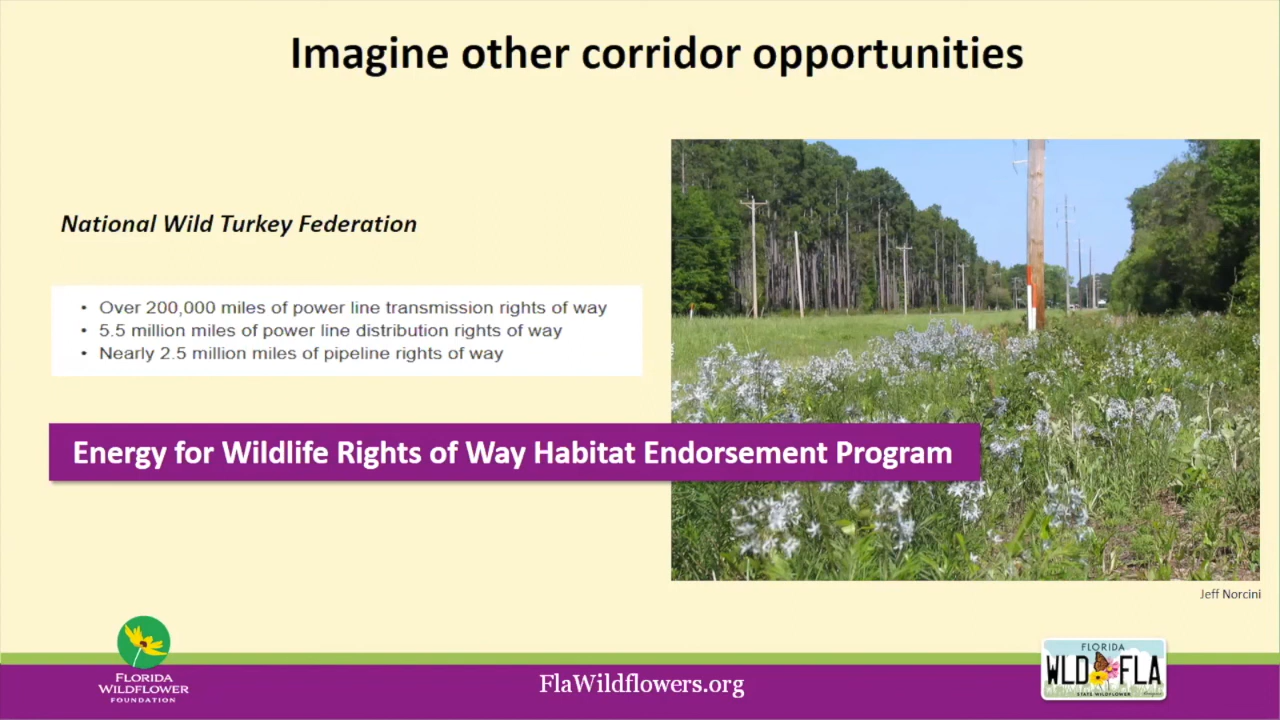 Imagine other corridor opportunities
National Wild Turkey Federation
• Over 200,000 miles of power line transmission rights of way
• 5.5 million miles of power line distribution rights of way
• Nearly 2.5 million miles of pipeline rights of way
Energy for Wildlife Rights of Way Habitat Endorsement Program
Jeff Norcini
FLORIDA
WILDFLOWER
FOUNDATION
FlaWildflowers.org
FLORIDA
WLD FLA
STATE WILDFLOWER